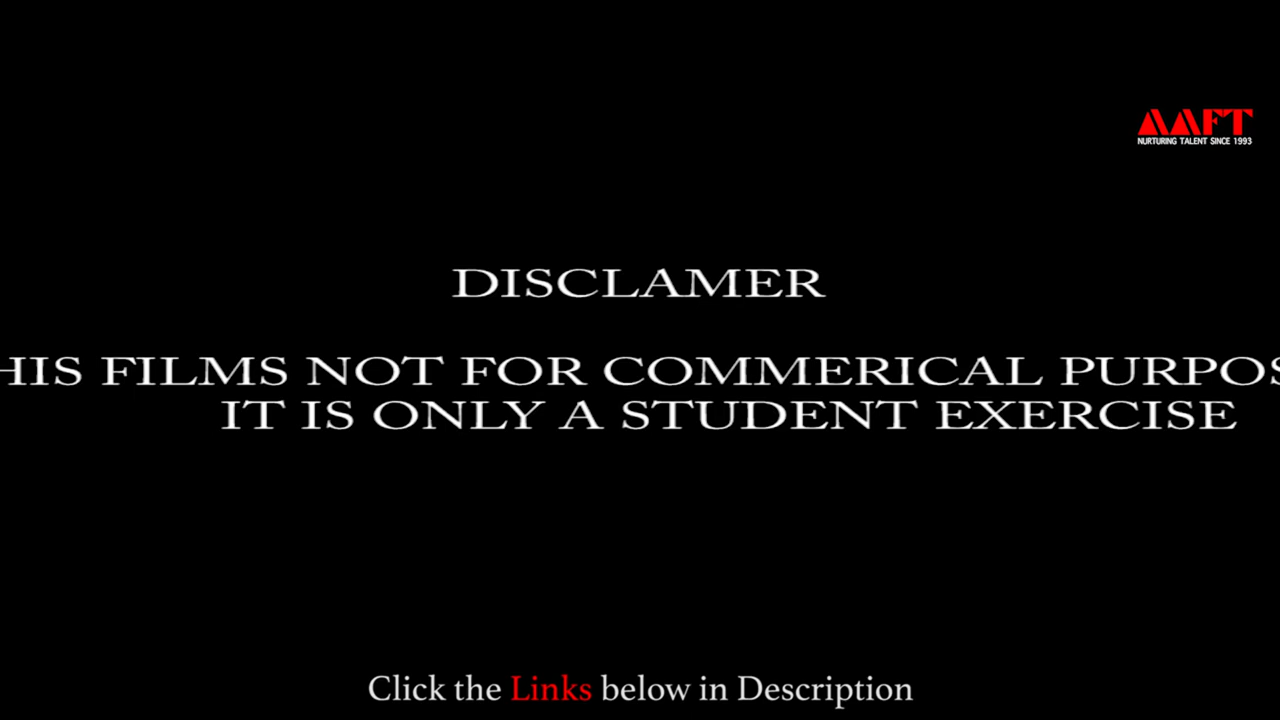 AAFT
NURTURING TALENT SINCE 1993
DISCLAMER
HIS FILMS NOT FOR COMMERICAL PURPOS
IT IS ONLY A STUDENT EXERCISE
Click the Links below in Description